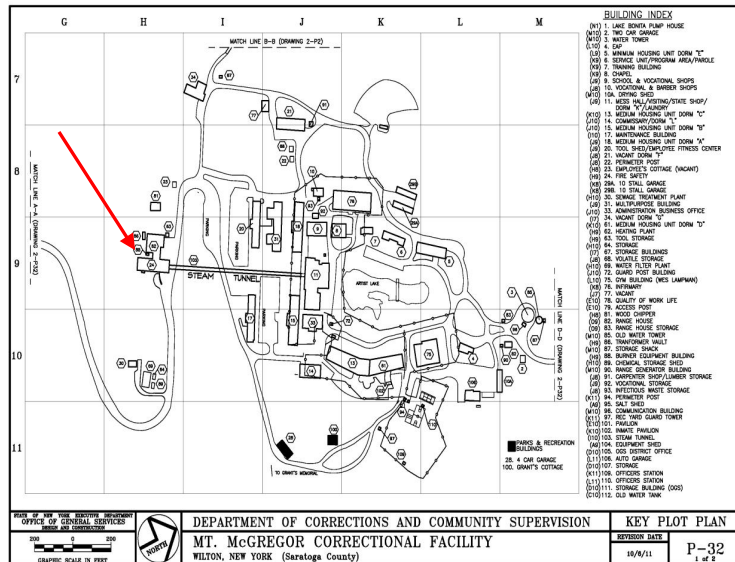 G H I J K L M
MATCH LINE B-B (DRAWING 2-P2)
7
8
9
10
11
MATCH LINE A-A (DRAWING 2-P32)
MATCH LINE D-D (DRAWING 2-P32)
STEAM TUNNEL
PARKING
PARKING
PARKING
ARTIST LAKE
TO GRANT'S MEMORIAL
PARKS & RECREATION
BUILDINGS
28. 4 CAR GARAGE
100. GRANT'S COTTAGE
BUILDING INDEX
(N1) 1. LAKE BONITA PUMP HOUSE
(M10) 2. TWO CAR GARAGE
(M10) 3. WATER TOWER
(L10) 4. EAP
(L9) 5. MINIMUM HOUSING UNIT DORM "E"
(K9) 6. SERVICE UNIT/PROGRAM AREA/PAROLE
(K9) 7. TRAINING BUILDING
(K9) 8. CHAPEL
(J9) 9. SCHOOL & VOCATIONAL SHOPS
(J8) 10. VOCATIONAL & BARBER SHOPS
(M10) 10A. DRYING SHED
(J9) 11. MESS HALL/VISITING/STATE SHOP/
DORM "K"/LAUNDRY
(K10) 13. MEDIUM HOUSING UNIT DORM "C"
(J10) 14. COMMISSARY/DORM "L"
(J10) 15. MEDIUM HOUSING UNIT DORM "B"
(I10) 17. MAINTENANCE BUILDING
(J9) 18. MEDIUM HOUSING UNIT DORM "A"
(J9) 20. TOOL SHED/EMPLOYEE FITNESS CENTER
(J8) 21. VACANT DORM "F"
(J8) 22. PERIMETER POST
(H8) 23. EMPLOYEE'S COTTAGE (VACANT)
(H9) 24. FIRE SAFETY
(K8) 29A. 10 STALL GARAGE
(K8) 29B. 10 STALL GARAGE
(H10) 30. SEWAGE TREATMENT PLANT
(J9) 31. MULTIPURPOSE BUILDING
(J10) 33. ADMINISTRATION BUSINESS OFFICE
(I7) 34. VACANT DORM "G"
(K10) 61. MEDIUM HOUSING UNIT DORM "D"
(H9) 62. HEATING PLANT
(H9) 63. TOOL STORAGE
(H10) 64. STORAGE
(I7) 67. STORAGE BUILDINGS
(J8) 68. VOLATILE STORAGE
(H10) 69. WATER FILTER PLANT
(J10) 72. GUARD POST BUILDING
(L10) 75. GYM BUILDING (WES LAMPMAN)
(K8) 76. INFIRMARY
(J7) 77. VACANT
(E10) 78. QUALITY OF WORK LIFE
(E10) 79. ACCESS POST
(H8) 81. WOOD CHIPPER
(D9) 82. RANGE HOUSE
(D9) 83. RANGE HOUSE STORAGE
(M10) 85. OLD WATER TOWER
(H9) 86. TRANFORMER VAULT
(M10) 87. STORAGE SHACK
(H9) 88. BURNER EQUIPMENT BUILDING
(H10) 89. CHEMICAL STORAGE SHED
(M10) 90. RANGE GENERATOR BUILDING
(J8) 91. CARPENTER SHOP/LUMBER STORAGE
(J9) 92. VOCATIONAL STORAGE
(J8) 93. INFECTIOUS WASTE STORAGE
(K11) 94. PERIMETER POST
(A9) 95. SALT SHED
(M10) 96. COMMUNICATION BUILDING
(K11) 97. REC YARD GUARD TOWER
(E10) 101. PAVILION
(K10) 102. INMATE PAVILION
(I10) 103. STEAM TUNNEL
(A9) 104. EQUIPMENT SHED
(D10) 105. OGS DISTRICT OFFICE
(L11) 106. AUTO GARAGE
(D10) 107. STORAGE
(K11) 109. OFFICERS STATION
(L11) 110. OFFICERS STATION
(D10) 111. STORAGE BUILDING (OGS)
(C10) 112. OLD WATER TANK
STATE OF NEW YORK EXECUTIVE DEPARTMENT
OFFICE OF GENERAL SERVICES
DESIGN AND CONSTRUCTION
200 0 200
GRAPHIC SCALE IN FEET
NORTH
DEPARTMENT OF CORRECTIONS AND COMMUNITY SUPERVISION
MT. McGREGOR CORRECTIONAL FACILITY
WILTON, NEW YORK (Saratoga County)
KEY PLOT PLAN
REVISION DATE
10/6/11
P-32
1 of 2